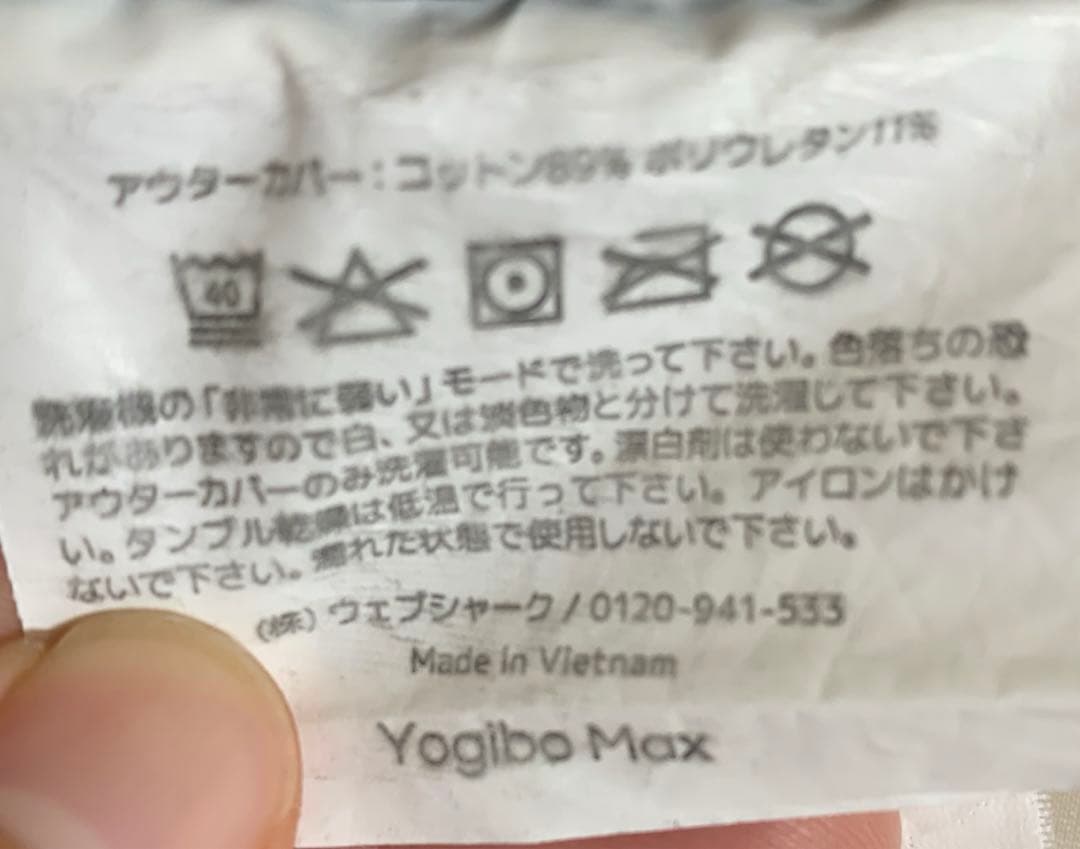 アウターカバー：コットン89% ポリウレタン11%
40
洗濯機の「非常に弱い」モードで洗って下さい。色落ちの恐
れがありますので白、又は淡色物と分けて洗濯して下さい。
アウターカバーのみ洗濯可能です。漂白剤は使わないで下さ
い。タンブル乾燥は低温で行って下さい。アイロンはかけ
ないで下さい。濡れた状態で使用しないで下さい。
（株）ウェブシャーク/0120-941-533
Made in Vietnam
Yogibo Max